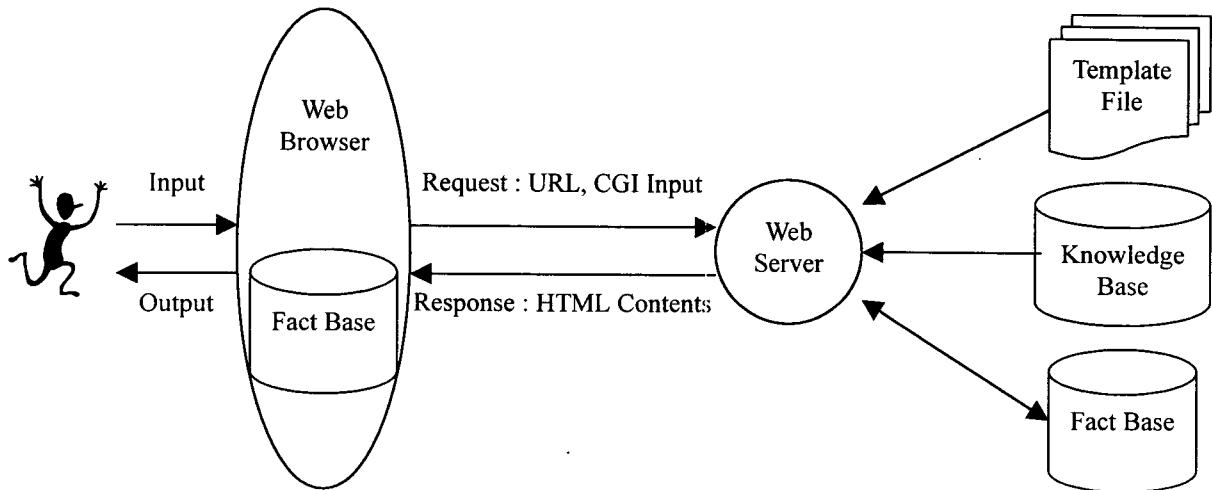 Web
Browser
Input
Output
Fact Base
Request : URL, CGI Input
Response : HTML Contents
Web
Server
Template
File
Knowledge
Base
Fact Base